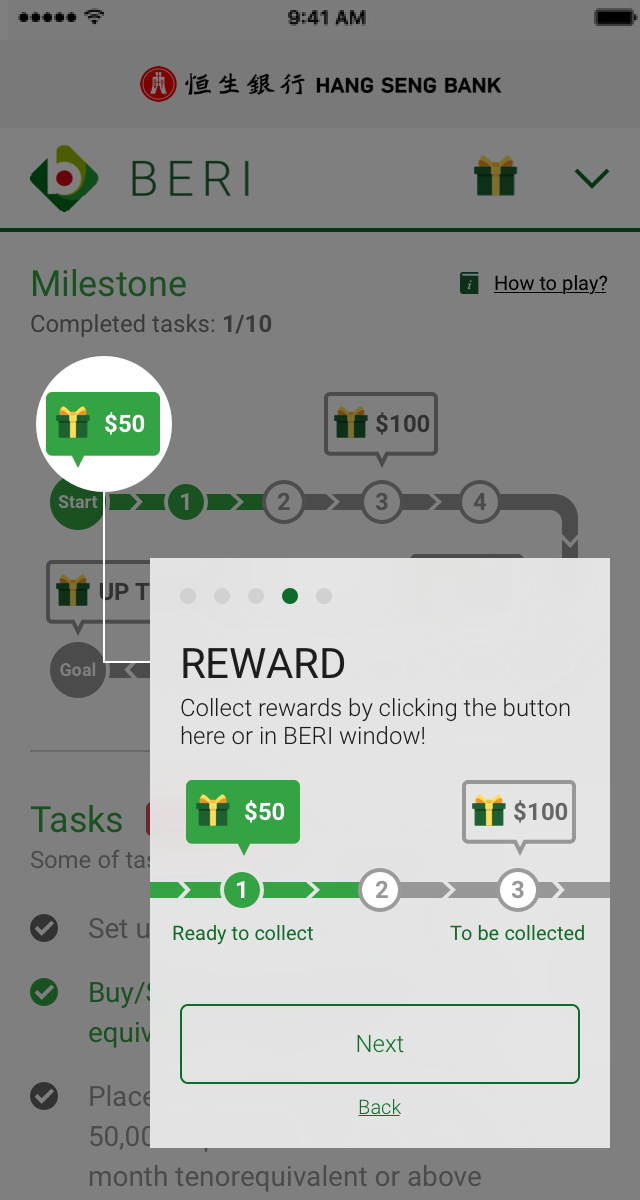 9:41 AM
恒生銀行 HANG SENG BANK
BERI
Milestone
How to play?
Completed tasks: 1/10
$50
$100
Start
1
2
3
4
UP T
Goal
REWARD
Collect rewards by clicking the button
here or in BERI window!
$50
$100
1
2
3
Ready to collect
To be collected
Next
Back
Tasks
Some of tas
Set u
Buy/S
equiv
Place
50,00
month tenorequivalent or above